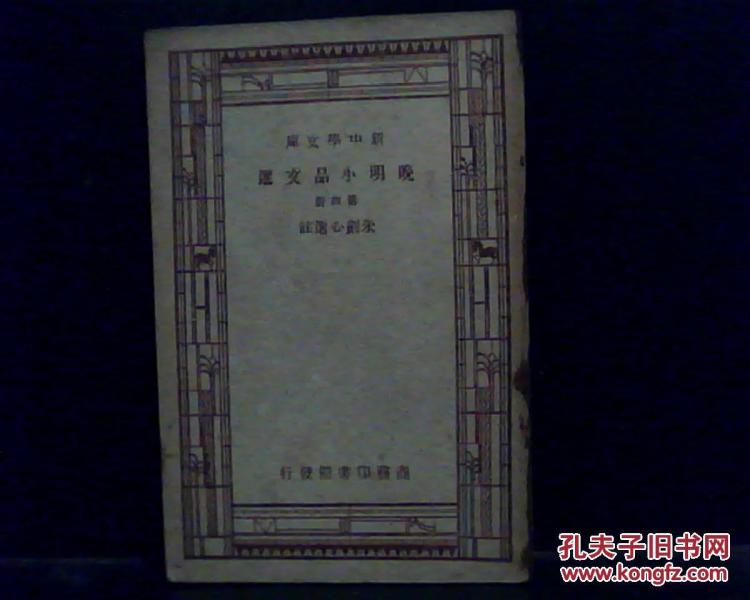 新中學文庫
晚明小品文選
第四册
朱劍心選註
商務印書館發行
孔夫子旧书网
www.kongfz.com